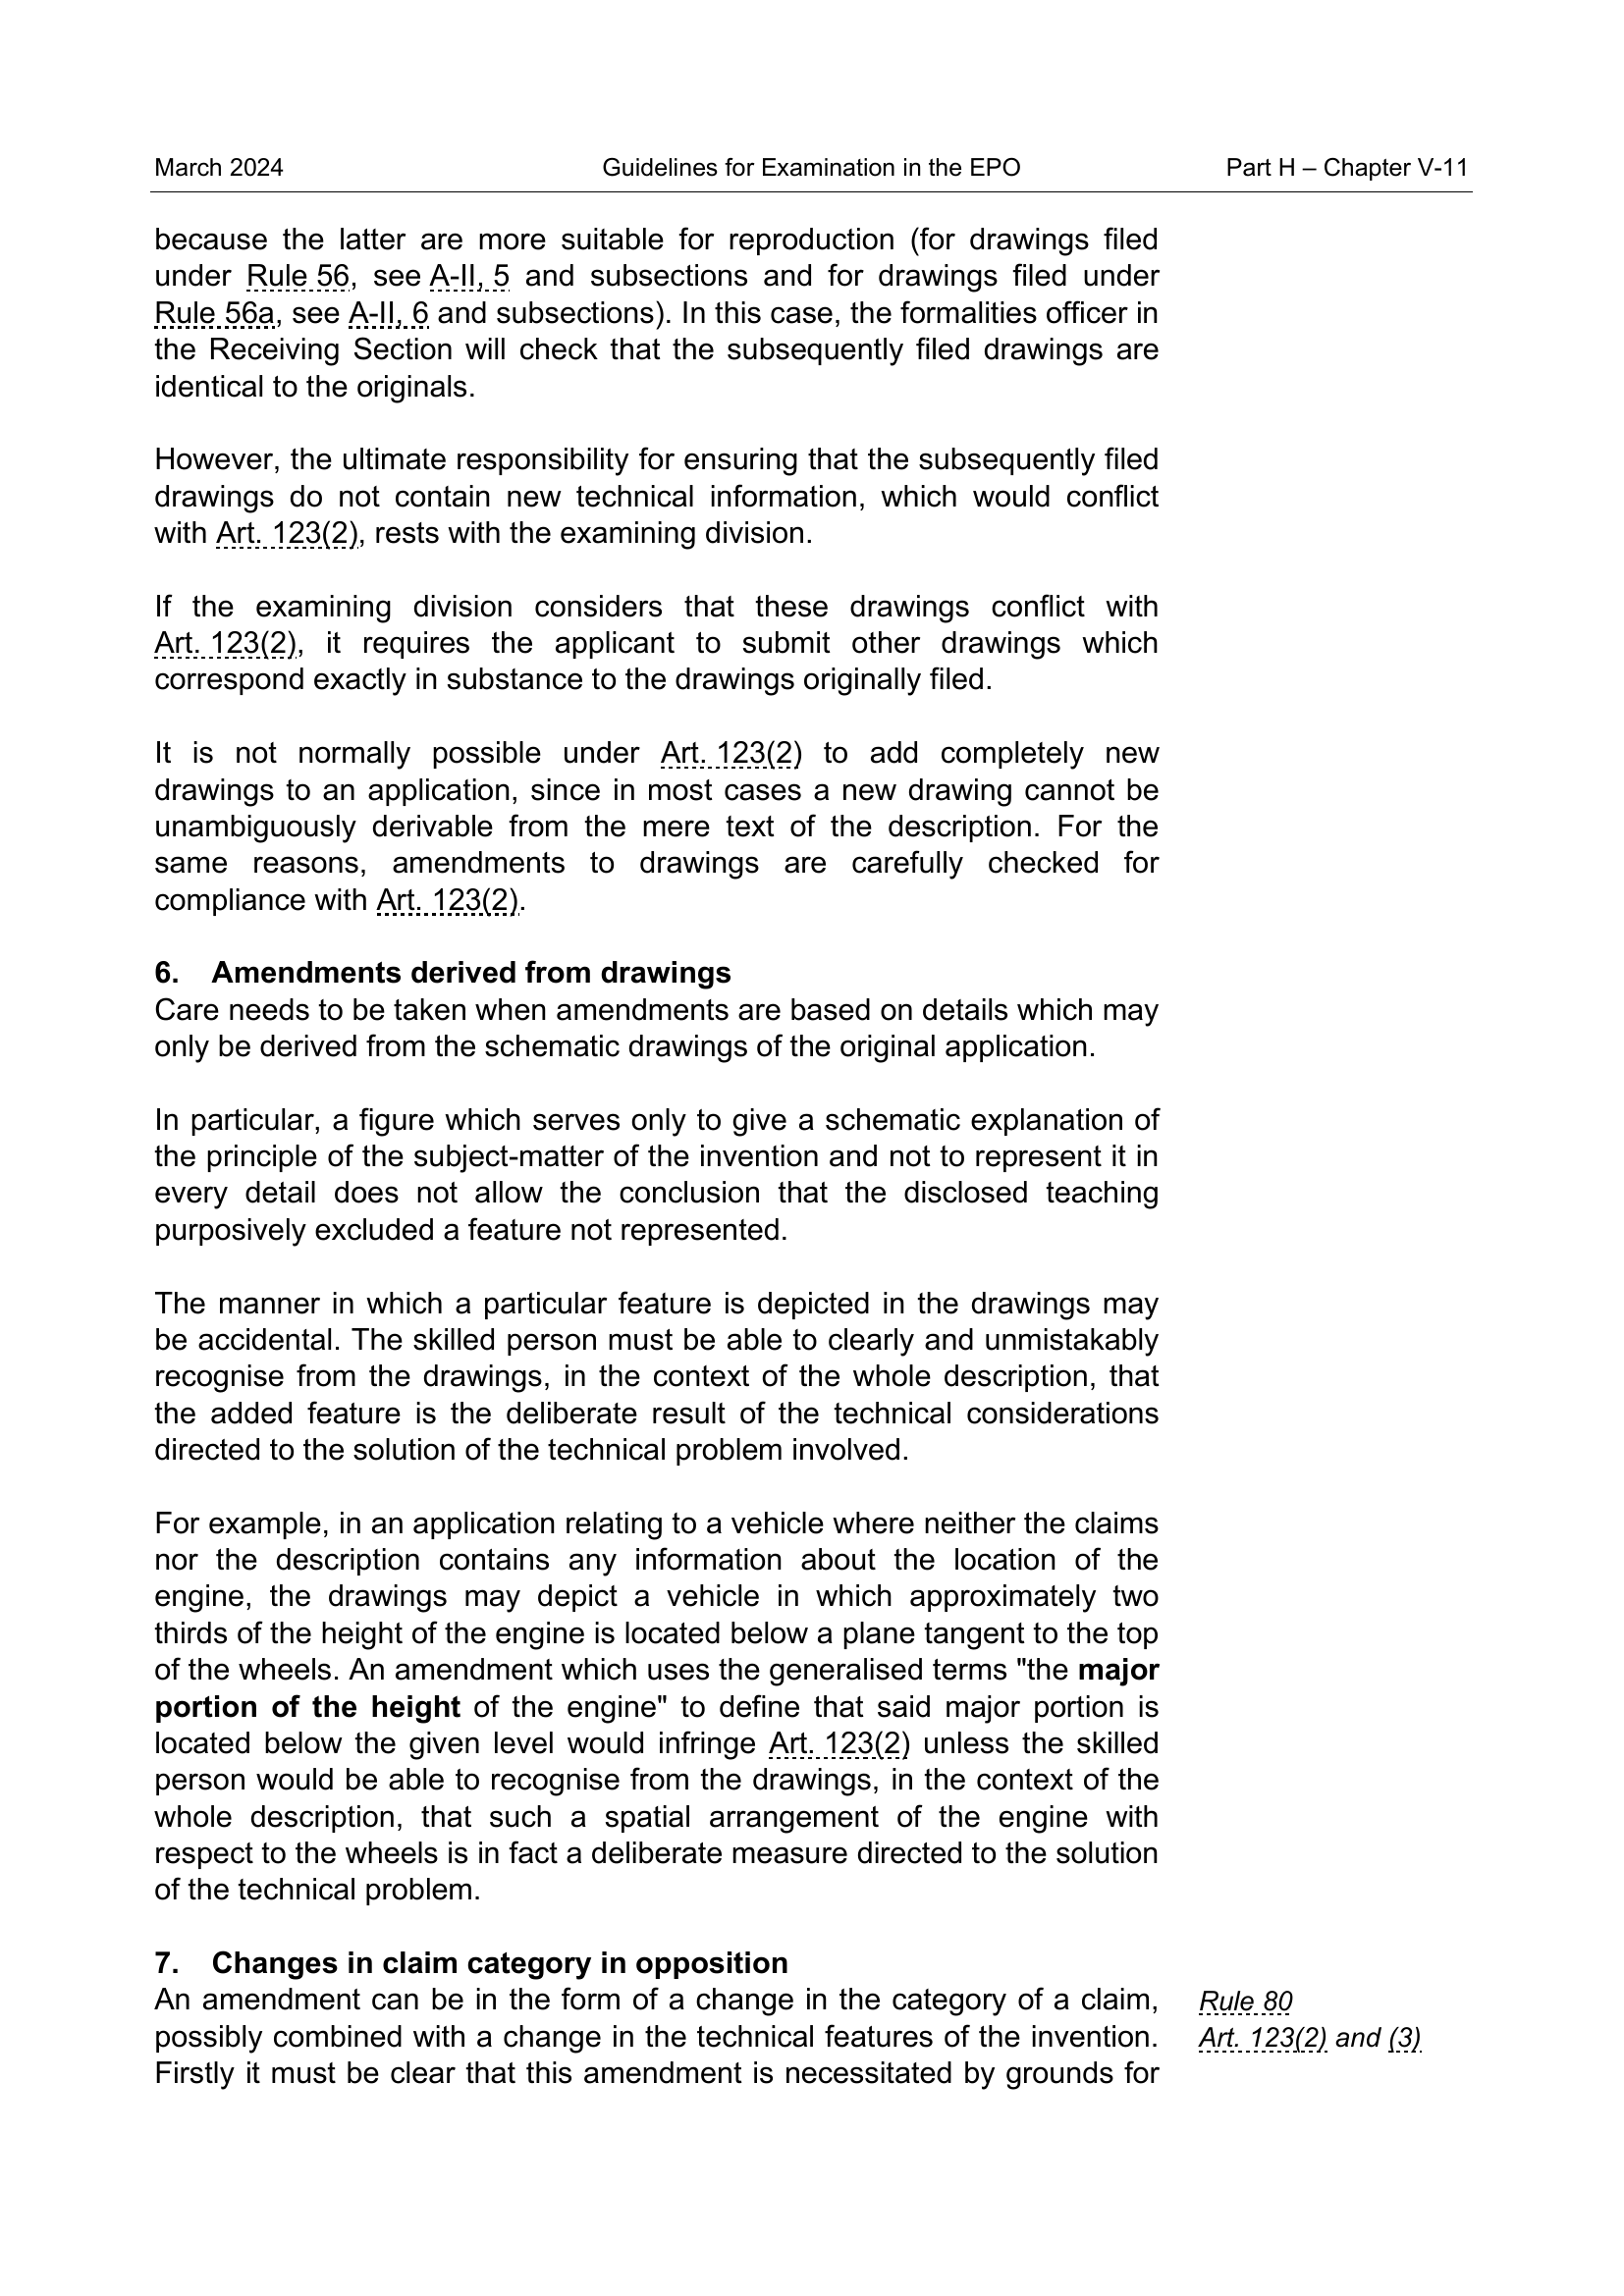 March 2024 Guidelines for Examination in the EPO Part H – Chapter V-11
because the latter are more suitable for reproduction (for drawings filed
under Rule 56, see A-II, 5 and subsections and for drawings filed under
Rule 56a, see A-II, 6 and subsections). In this case, the formalities officer in
the Receiving Section will check that the subsequently filed drawings are
identical to the originals.
However, the ultimate responsibility for ensuring that the subsequently filed
drawings do not contain new technical information, which would conflict
with Art. 123(2), rests with the examining division.
If the examining division considers that these drawings conflict with
Art. 123(2), it requires the applicant to submit other drawings which
correspond exactly in substance to the drawings originally filed.
It is not normally possible under Art. 123(2) to add completely new
drawings to an application, since in most cases a new drawing cannot be
unambiguously derivable from the mere text of the description. For the
same reasons, amendments to drawings are carefully checked for
compliance with Art. 123(2).
6. Amendments derived from drawings
Care needs to be taken when amendments are based on details which may
only be derived from the schematic drawings of the original application.
In particular, a figure which serves only to give a schematic explanation of
the principle of the subject-matter of the invention and not to represent it in
every detail does not allow the conclusion that the disclosed teaching
purposively excluded a feature not represented.
The manner in which a particular feature is depicted in the drawings may
be accidental. The skilled person must be able to clearly and unmistakably
recognise from the drawings, in the context of the whole description, that
the added feature is the deliberate result of the technical considerations
directed to the solution of the technical problem involved.
For example, in an application relating to a vehicle where neither the claims
nor the description contains any information about the location of the
engine, the drawings may depict a vehicle in which approximately two
thirds of the height of the engine is located below a plane tangent to the top
of the wheels. An amendment which uses the generalised terms "the major
portion of the height of the engine" to define that said major portion is
located below the given level would infringe Art. 123(2) unless the skilled
person would be able to recognise from the drawings, in the context of the
whole description, that such a spatial arrangement of the engine with
respect to the wheels is in fact a deliberate measure directed to the solution
of the technical problem.
7. Changes in claim category in opposition
An amendment can be in the form of a change in the category of a claim,
possibly combined with a change in the technical features of the invention.
Firstly it must be clear that this amendment is necessitated by grounds for
Rule 80
Art. 123(2) and (3)